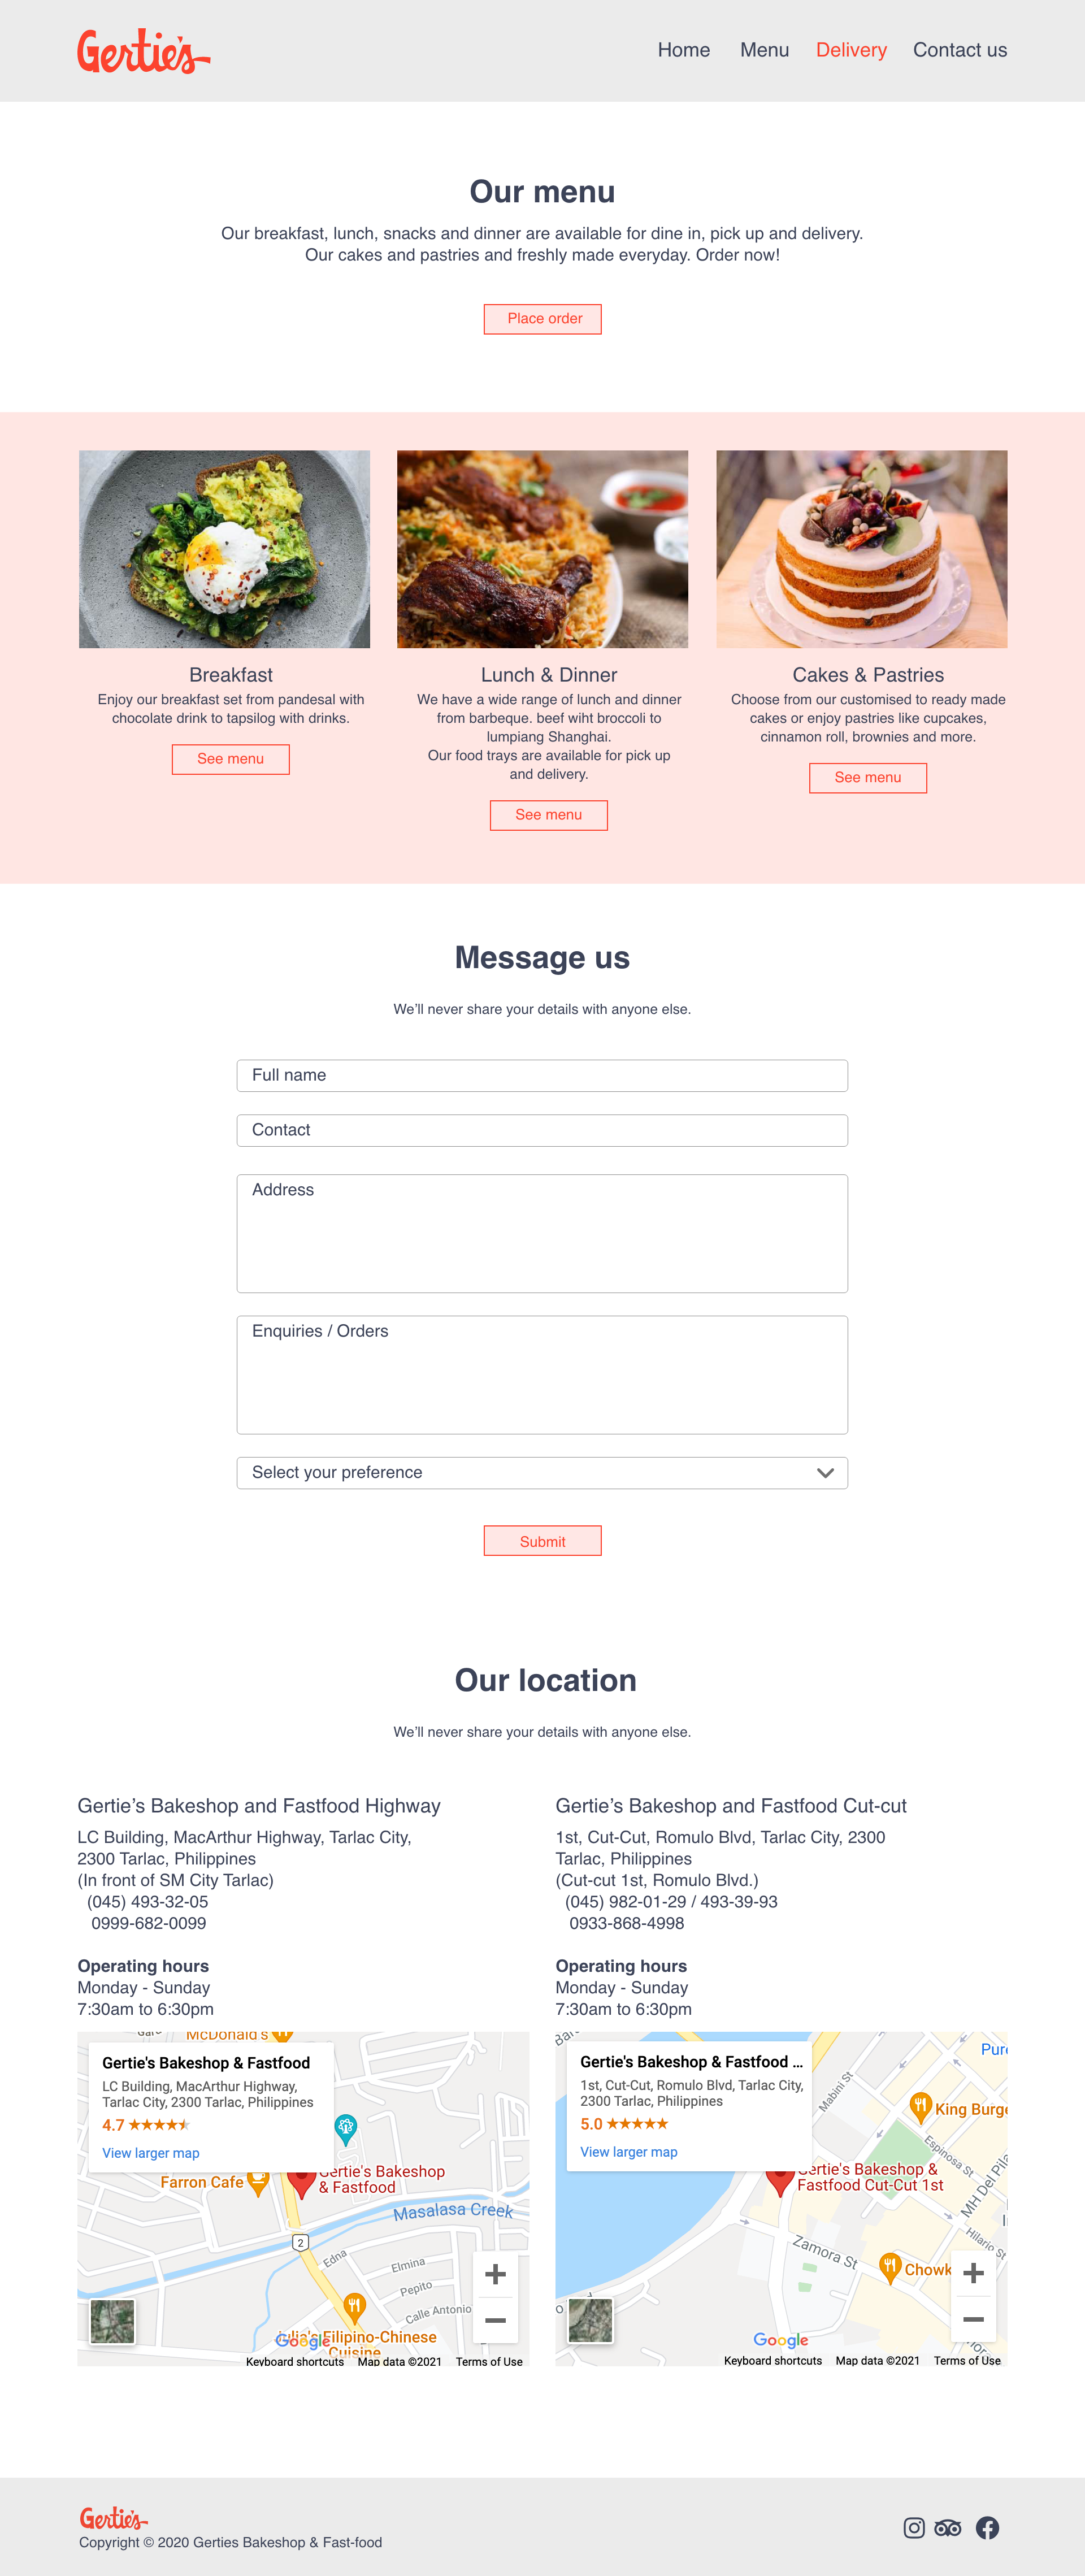 Gertie's
Home Menu Delivery Contact us
Our menu
Our breakfast, lunch, snacks and dinner are available for dine in, pick up and delivery.
Our cakes and pastries and freshly made everyday. Order now!
Place order
Breakfast
Enjoy our breakfast set from pandesal with
chocolate drink to tapsilog with drinks.
See menu
Lunch & Dinner
We have a wide range of lunch and dinner
from barbeque. beef wiht broccoli to
lumpiang Shanghai.
Our food trays are available for pick up
and delivery.
See menu
Cakes & Pastries
Choose from our customised to ready made
cakes or enjoy pastries like cupcakes,
cinnamon roll, brownies and more.
See menu
Message us
We’ll never share your details with anyone else.
Full name
Contact
Address
Enquiries / Orders
Select your preference
Submit
Our location
We’ll never share your details with anyone else.
Gertie’s Bakeshop and Fastfood Highway
LC Building, MacArthur Highway, Tarlac City,
2300 Tarlac, Philippines
(In front of SM City Tarlac)
(045) 493-32-05
0999-682-0099
Operating hours
Monday - Sunday
7:30am to 6:30pm
McDonald's
Gertie's Bakeshop & Fastfood
LC Building, MacArthur Highway,
Tarlac City, 2300 Tarlac, Philippines
4.7
View larger map
Farron Cafe
Gertie's Bakeshop
& Fastfood
Masalasa Creek
2
Edna
Elmina
Pepito
Calle Antonio
Julia's Filipino-Chinese
Cuisine
Google
Keyboard shortcuts Map data ©2021 Terms of Use
Gertie’s Bakeshop and Fastfood Cut-cut
1st, Cut-Cut, Romulo Blvd, Tarlac City, 2300
Tarlac, Philippines
(Cut-cut 1st, Romulo Blvd.)
(045) 982-01-29 / 493-39-93
0933-868-4998
Operating hours
Monday - Sunday
7:30am to 6:30pm
Gertie's Bakeshop & Fastfood ...
1st, Cut-Cut, Romulo Blvd, Tarlac City,
2300 Tarlac, Philippines
5.0
View larger map
Mabini St
King Burge
Espinosa St
Gertie's Bakeshop &
Fastfood Cut-Cut 1st
MH Del Pila
Hilario St
Zamora St
Chowk
Google
Keyboard shortcuts Map data ©2021 Terms of Use
Gertie's
Copyright © 2020 Gerties Bakeshop & Fast-food